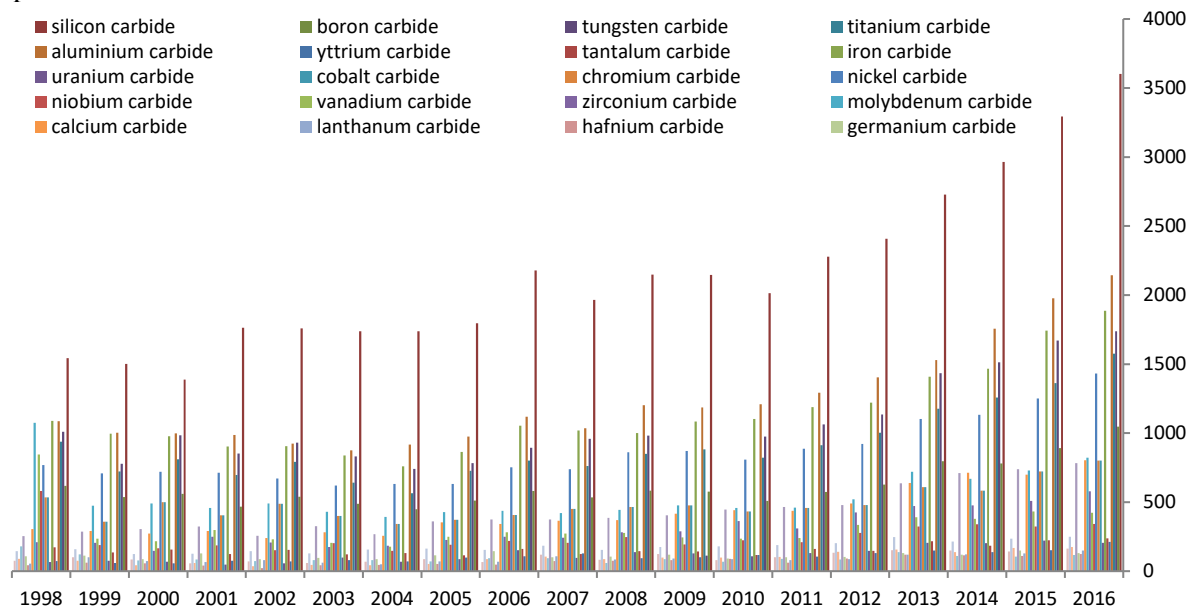 silicon carbide boron carbide tungsten carbide titanium carbide
aluminium carbide yttrium carbide tantalum carbide iron carbide
uranium carbide cobalt carbide chromium carbide nickel carbide
niobium carbide vanadium carbide zirconium carbide molybdenum carbide
calcium carbide lanthanum carbide hafnium carbide germanium carbide
4000
3500
3000
2500
2000
1500
1000
500
0
1998 1999 2000 2001 2002 2003 2004 2005 2006 2007 2008 2009 2010 2011 2012 2013 2014 2015 2016